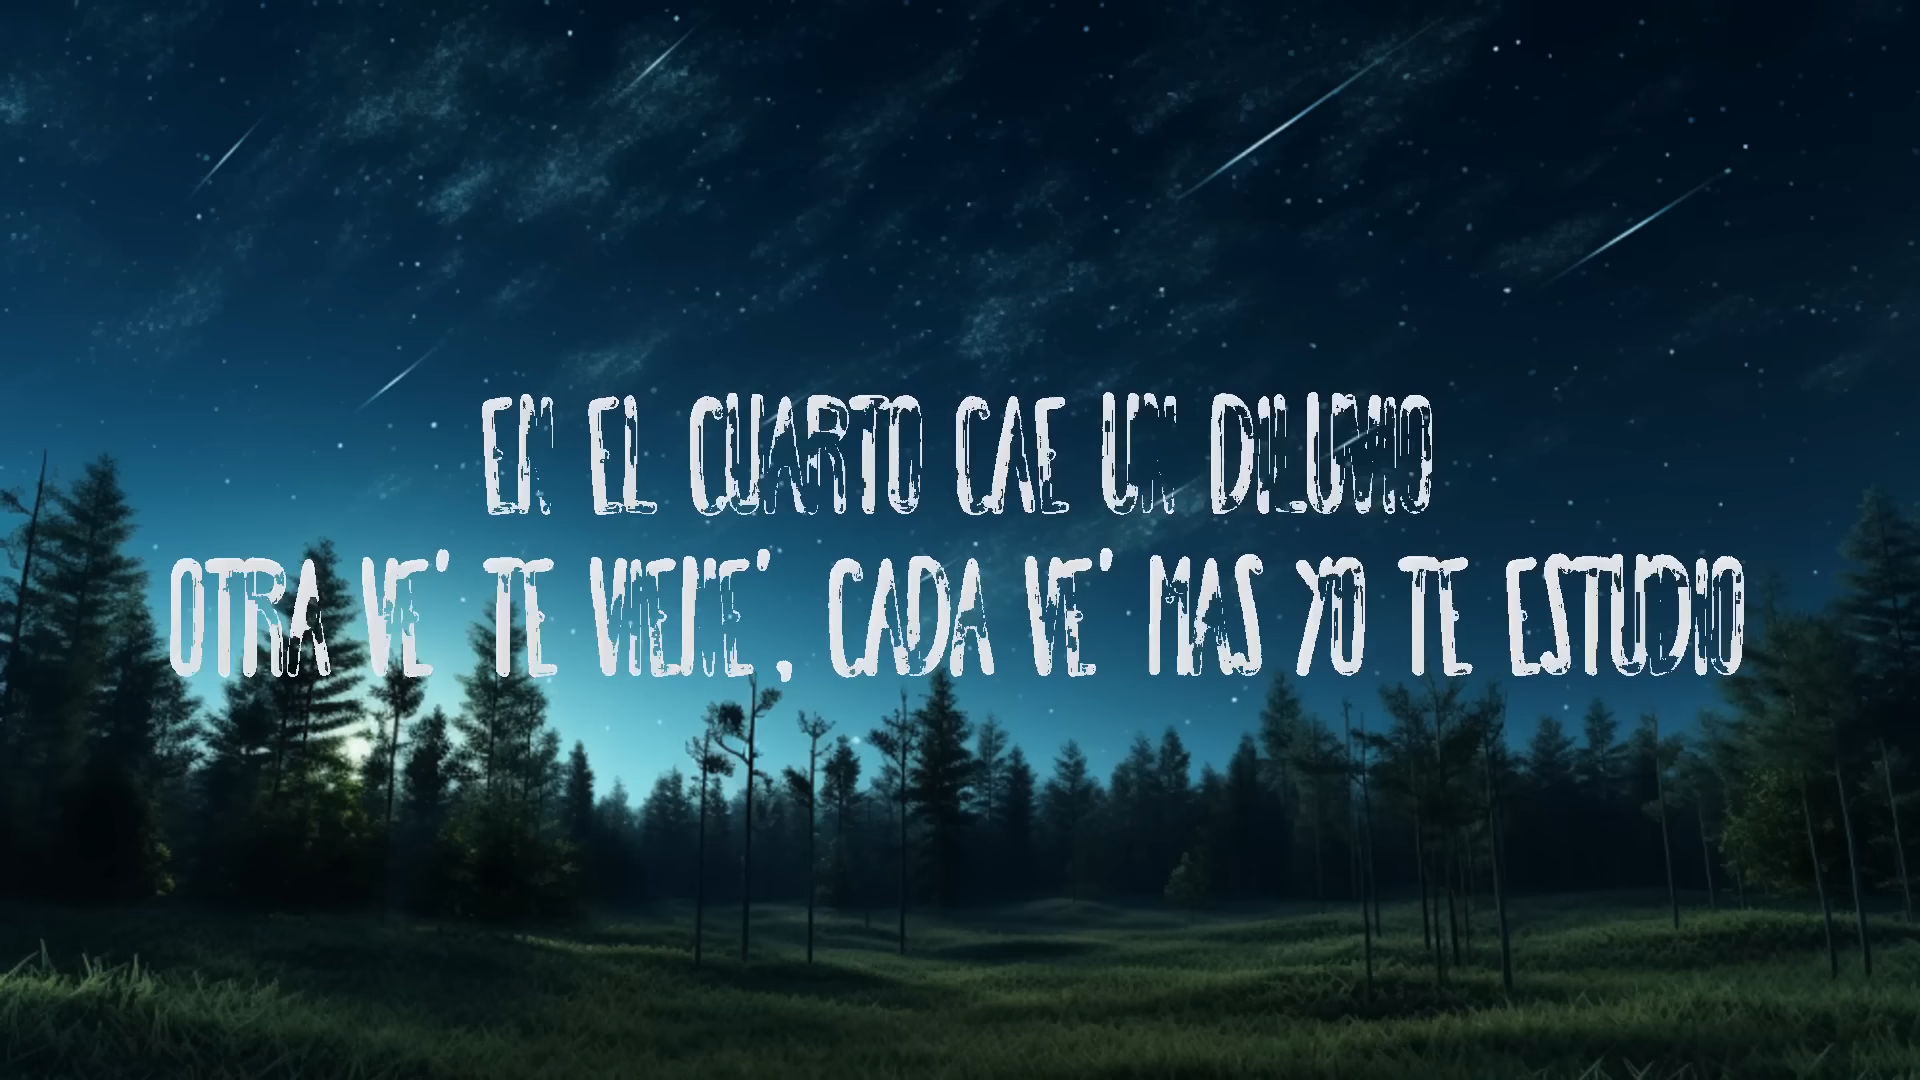 EN EL CUARTO CAE UN DILUVIO
OTRA VE' TE VIENE', CADA VE' MAS YO TE ESTUDIO